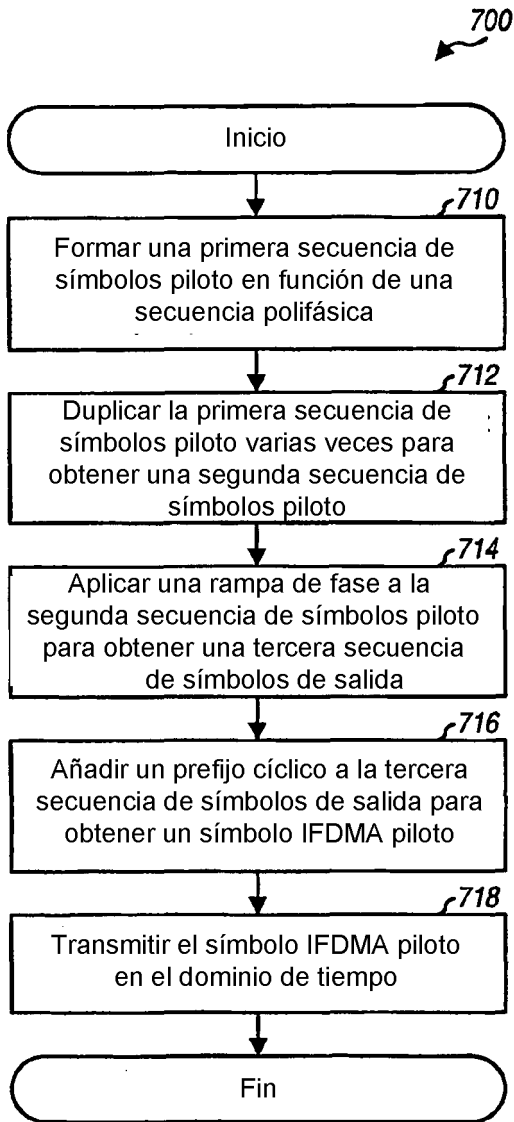 700
Inicio
710
Formar una primera secuencia de
símbolos piloto en función de una
secuencia polifásica
712
Duplicar la primera secuencia de
símbolos piloto varias veces para
obtener una segunda secuencia de
símbolos piloto
714
Aplicar una rampa de fase a la
segunda secuencia de símbolos piloto
para obtener una tercera secuencia
de símbolos de salida
716
Añadir un prefijo cíclico a la tercera
secuencia de símbolos de salida para
obtener un símbolo IFDMA piloto
718
Transmitir el símbolo IFDMA piloto
en el dominio de tiempo
Fin